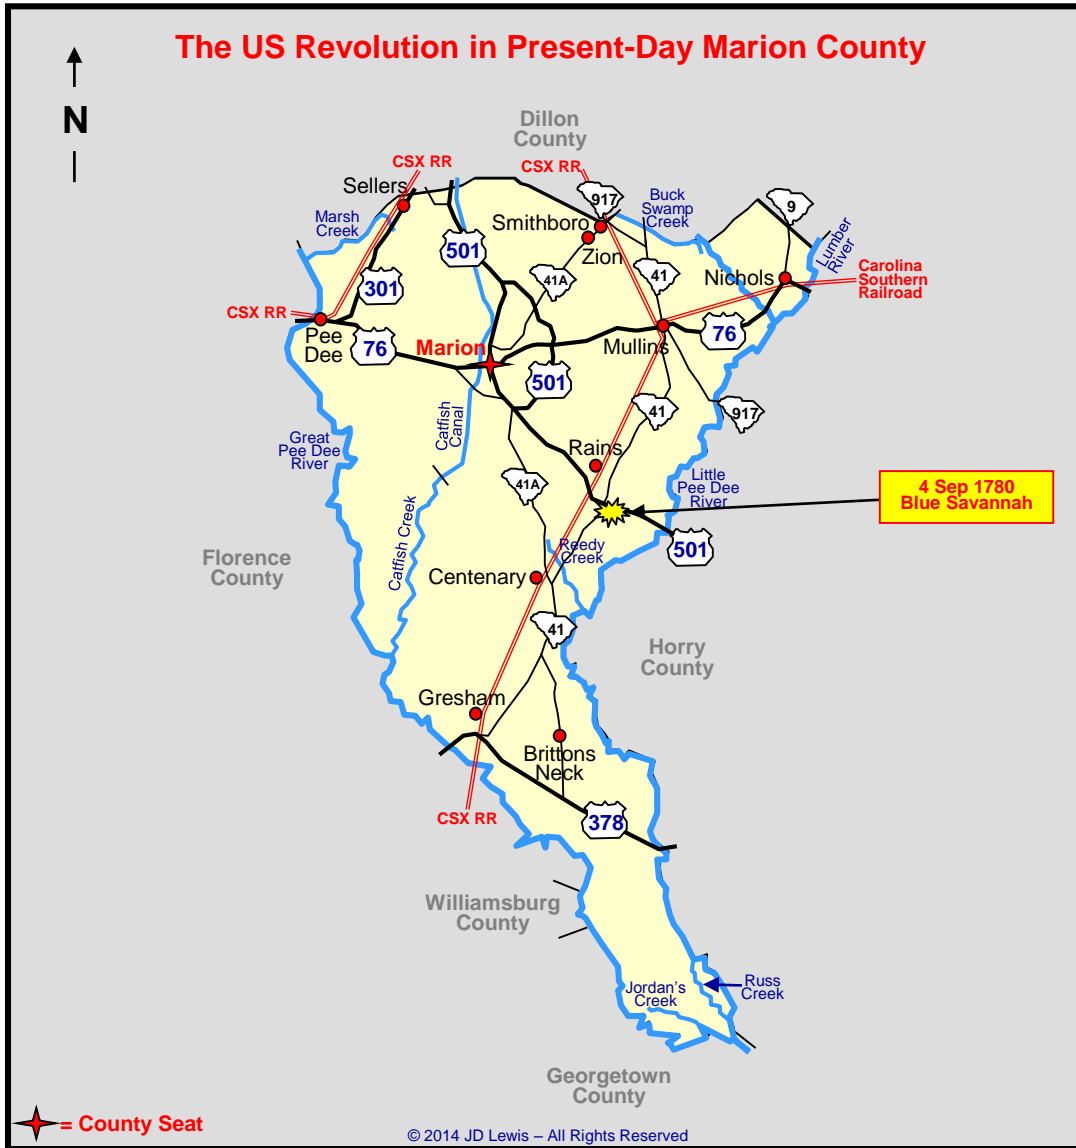 The US Revolution in Present-Day Marion County
N
Dillon
County
CSX RR
CSX RR
Sellers
917
Buck
Swamp
Creek
9
Marsh
Creek
Smithboro
Lumber
River
501
Zion
41
41A
Nichols
Carolina
Southern
Railroad
301
CSX RR
Pee
Dee
76
Marion
Mullins
76
501
41
917
Catfish
Canal
Great
Pee Dee
River
Rains
41A
Little
Pee Dee
River
4 Sep 1780
Blue Savannah
Catfish Creek
Reedy
Creek
501
Florence
County
Centenary
41
Horry
County
Gresham
Brittons
Neck
CSX RR
378
Williamsburg
County
Jordan's
Creek
Russ
Creek
Georgetown
County
= County Seat
© 2014 JD Lewis – All Rights Reserved